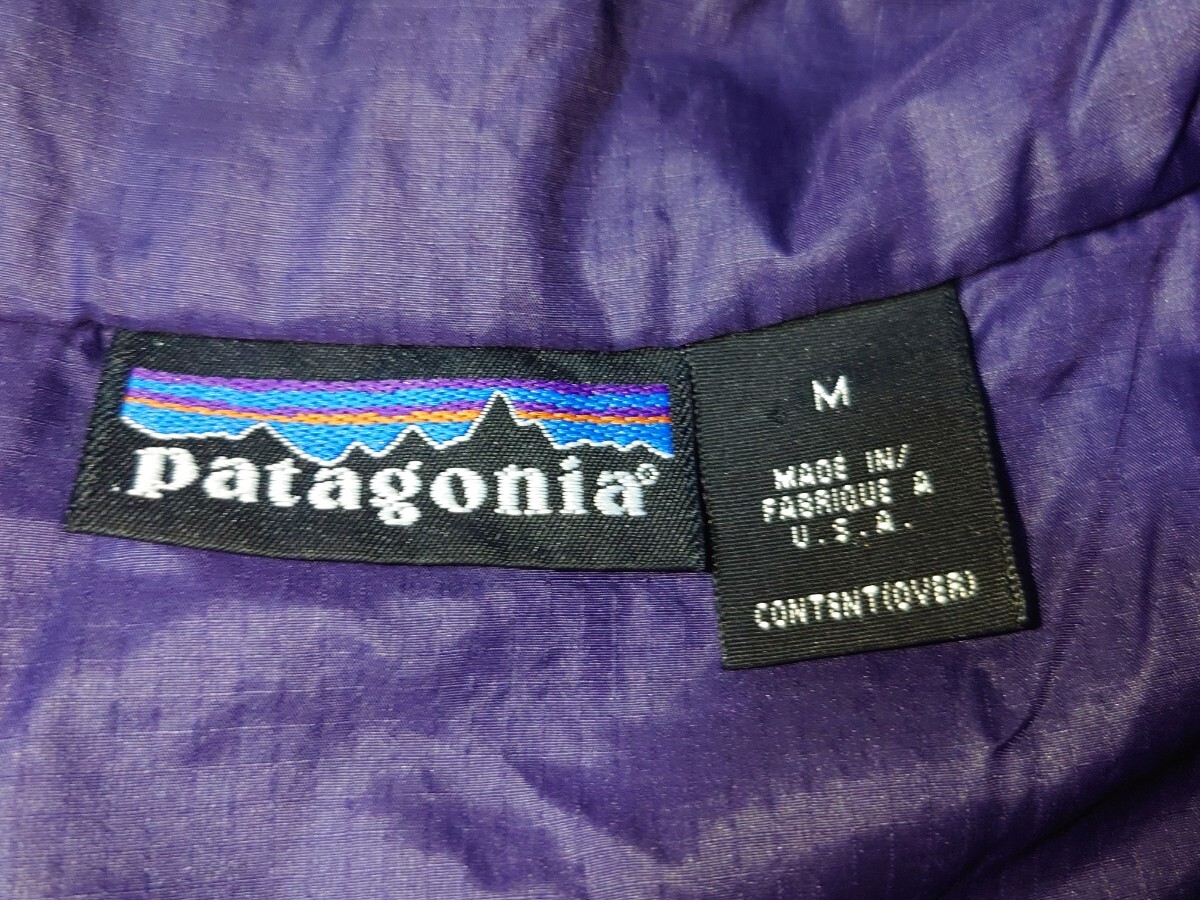 patagonia®
M
MADE IN/
FABRIQUE A
U.S.A.
CONTENT(OVER)